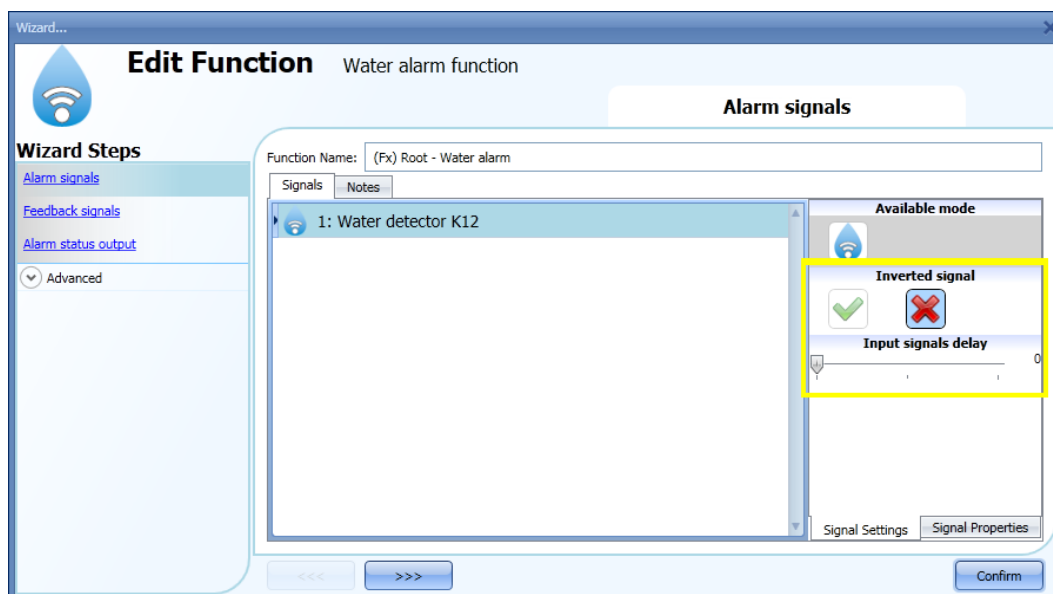 Wizard...
Edit Function Water alarm function
Alarm signals
Wizard Steps
Alarm signals
Feedback signals
Alarm status output
Advanced
Function Name: (Fx) Root - Water alarm
Signals Notes
1: Water detector K12
Available mode
Inverted signal
Input signals delay
0
Signal Settings Signal Properties
<<< >>> Confirm